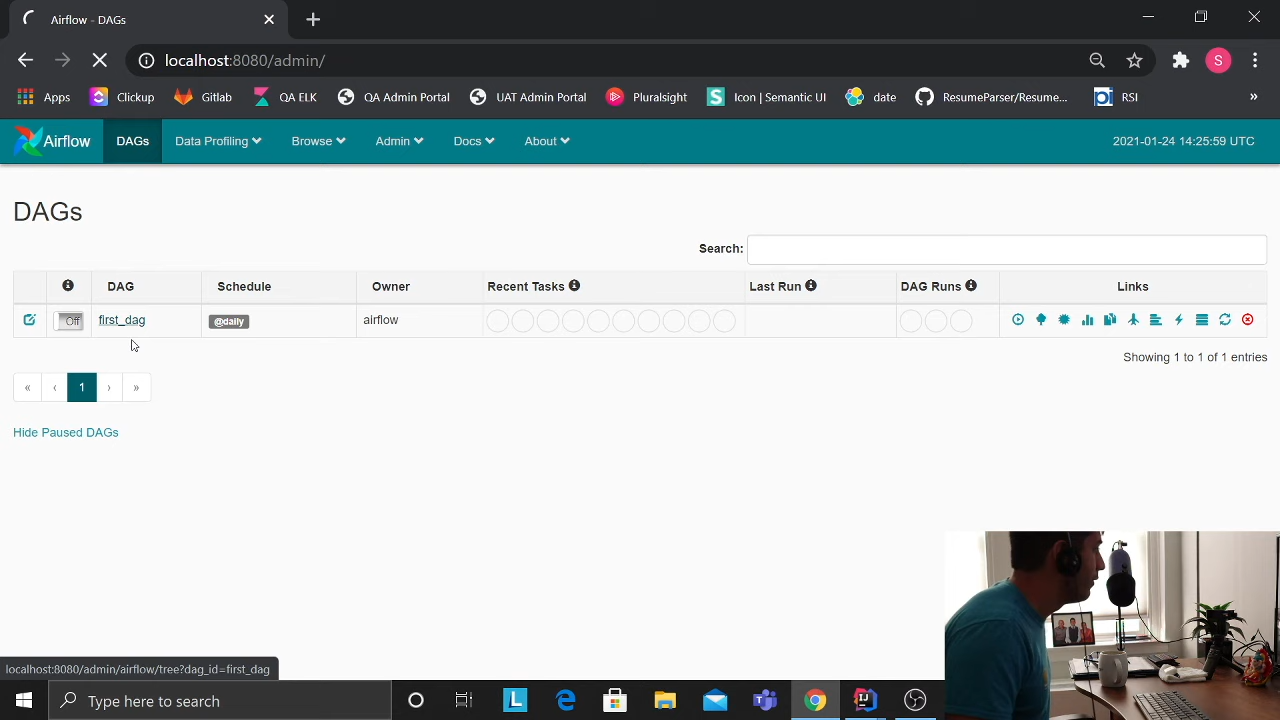 Airflow - DAGs
localhost:8080/admin/
Apps Clickup Gitlab QA ELK QA Admin Portal UAT Admin Portal Pluralsight Icon | Semantic UI date ResumeParser/Resume... RSI »
S
Airflow DAGs Data Profiling Browse Admin Docs About 2021-01-24 14:25:59 UTC
DAGs
Search:
DAG Schedule Owner Recent Tasks Last Run DAG Runs Links
Off first_dag @daily airflow
Showing 1 to 1 of 1 entries
« ‹ 1 › »
Hide Paused DAGs
localhost:8080/admin/airflow/tree?dag_id=first_dag
Type here to search